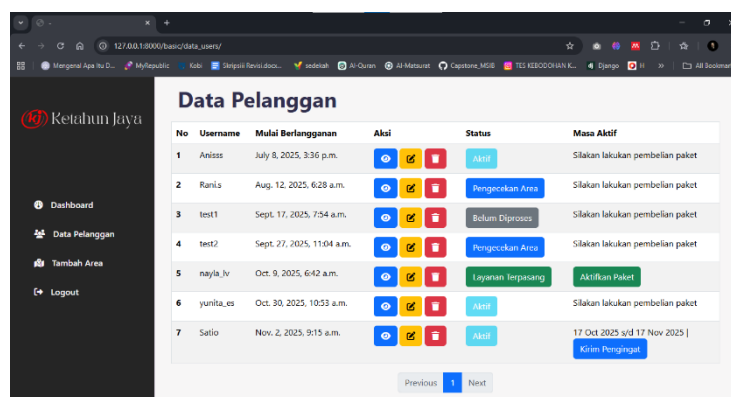 127.0.0.1:8000/basic/data_users/
Mengenal Apa Itu D...
MyRepublic
Kobi
Skripsiii Revisi.docx...
sedekah
Al-Quran
Al-Matsurat
Capstone_MSIB
TES KEBODOHAN K...
Django
H
»
All Bookmar
kj Ketahun Jaya
Dashboard
Data Pelanggan
Tambah Area
Logout
Data Pelanggan
No Username Mulai Berlangganan Aksi Status Masa Aktif
1 Anisss July 8, 2025, 3:36 p.m. Aktif Silakan lakukan pembelian paket
2 Rani.s Aug. 12, 2025, 6:28 a.m. Pengecekan Area Silakan lakukan pembelian paket
3 test1 Sept. 17, 2025, 7:54 a.m. Belum Diproses Silakan lakukan pembelian paket
4 test2 Sept. 27, 2025, 11:04 a.m. Pengecekan Area Silakan lakukan pembelian paket
5 nayla_lv Oct. 9, 2025, 6:42 a.m. Layanan Terpasang Aktifkan Paket
6 yunita_es Oct. 30, 2025, 10:53 a.m. Aktif Silakan lakukan pembelian paket
7 Satio Nov. 2, 2025, 9:15 a.m. Aktif 17 Oct 2025 s/d 17 Nov 2025 |
Kirim Pengingat
Previous 1 Next